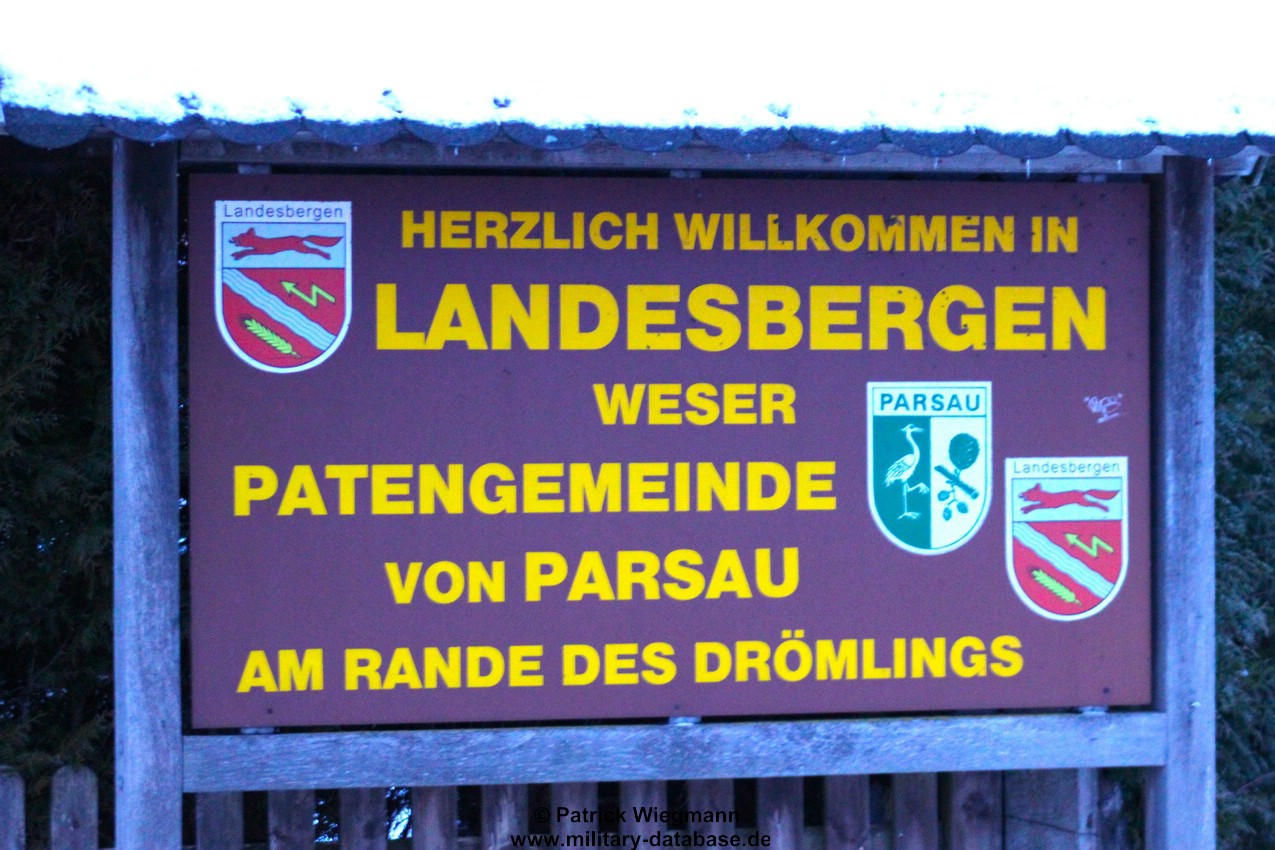 Landesbergen
HERZLICH WILLKOMMEN IN
LANDESBERGEN
WESER
PARSAU
PATENGEMEINDE
Landesbergen
VON PARSAU
AM RANDE DES DRÖMLINGS
© Patrick Wiegmann
www.military-database.de